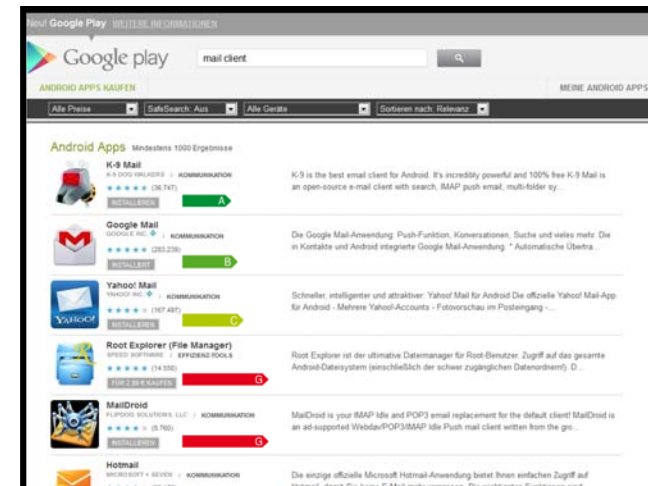 Neu! Google Play WEITERE INFORMATIONEN
Google play
mail client
ANDROID APPS KAUFEN
MEINE ANDROID APPS
Alle Preise
SafeSearch: Aus
Alle Geräte
Sortieren nach: Relevanz
Android Apps Mindestens 1000 Ergebnisse
K-9 Mail
K-9 DOG WALKERS / KOMMUNIKATION
(36.747)
INSTALLIEREN
A
K-9 is the best email client for Android. It's incredibly powerful and 100% free K-9 Mail is
an open-source e-mail client with search, IMAP push email, multi-folder sy...
Google Mail
GOOGLE INC. / KOMMUNIKATION
(283.239)
INSTALLIERT
B
Die Google Mail-Anwendung: Push-Funktion, Konversationen, Suche und vieles mehr. Die
in Kontakte und Android integrierte Google Mail-Anwendung. * Automatische Übertra...
Yahoo! Mail
YAHOO! INC. / KOMMUNIKATION
(167.497)
INSTALLIEREN
C
YAHOO!
Schneller, intelligenter und attraktiver: Yahoo! Mail für Android Die offizielle Yahoo! Mail-App
für Android - Mehrere Yahoo!-Accounts - Fotovorschau im Posteingang -...
Root Explorer (File Manager)
SPEED SOFTWARE / EFFIZIENZ-TOOLS
(14.558)
FÜR 2,99 € KAUFEN
G
Root Explorer ist der ultimative Dateimanager für Root-Benutzer. Zugriff auf das gesamte
Android-Dateisystem (einschließlich der schwer zugänglichen Datenordnern!). D...
MailDroid
FLIPDOG SOLUTIONS, LLC / KOMMUNIKATION
(8.760)
INSTALLIEREN
G
MailDroid is your IMAP Idle and POP3 email replacement for the default client! MailDroid is
an ad-supported Webdav/POP3/IMAP Idle Push mail client written from the gro...
Hotmail
MICROSOFT + SEVEN / KOMMUNIKATION
Die einzige offizielle Microsoft Hotmail-Anwendung bietet Ihnen einfachen Zugriff auf